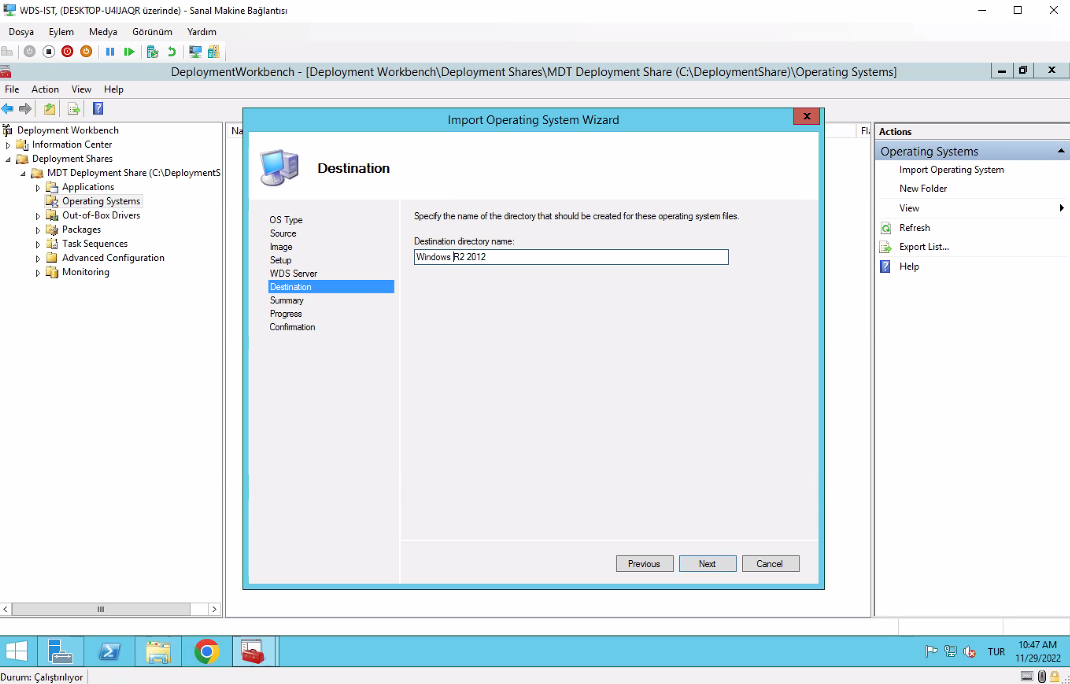 WDS-IST, (DESKTOP-U4IJAQR üzerinde) - Sanal Makine Bağlantısı
Dosya Eylem Medya Görünüm Yardım
DeploymentWorkbench - [Deployment Workbench\Deployment Shares\MDT Deployment Share (C:\DeploymentShare)\Operating Systems]
File Action View Help
Deployment Workbench
Information Center
Deployment Shares
MDT Deployment Share (C:\DeploymentS
Applications
Operating Systems
Out-of-Box Drivers
Packages
Task Sequences
Advanced Configuration
Monitoring
Na
Import Operating System Wizard
Destination
OS Type
Source
Image
Setup
WDS Server
Destination
Summary
Progress
Confirmation
Specify the name of the directory that should be created for these operating system files.
Destination directory name:
Windows R2 2012
Previous Next Cancel
Actions
Operating Systems
Import Operating System
New Folder
View
Refresh
Export List...
Help
TUR
10:47 AM
11/29/2022
Durum: Çalıştırılıyor